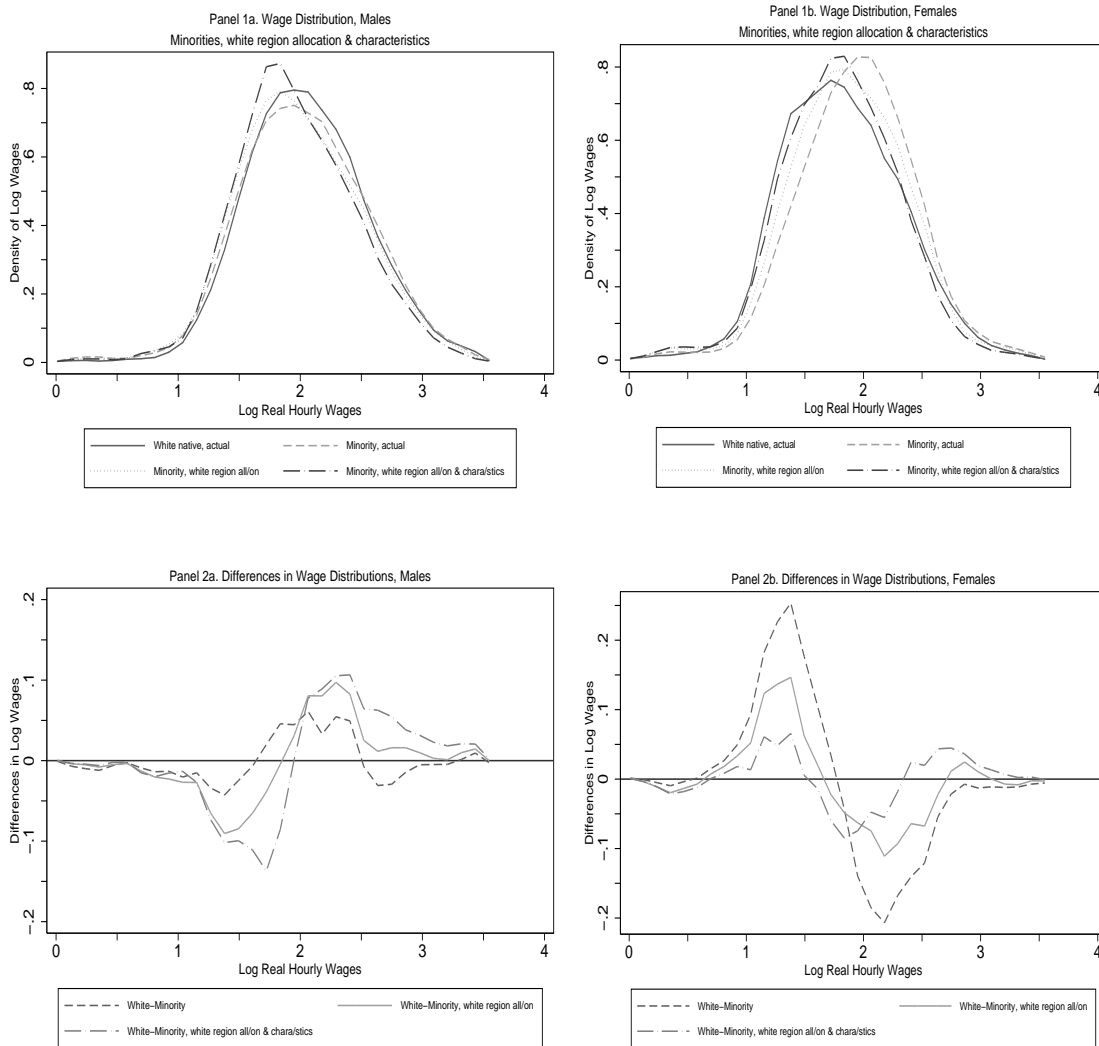 Panel 1a. Wage Distribution, Males
Minorities, white region allocation & characteristics
Density of Log Wages
0 .2 .4 .6 .8
0 1 2 3 4
Log Real Hourly Wages
White native, actual
Minority, actual
Minority, white region all/on
Minority, white region all/on & chara/stics
Panel 1b. Wage Distribution, Females
Minorities, white region allocation & characteristics
Density of Log Wages
0 .2 .4 .6 .8
0 1 2 3 4
Log Real Hourly Wages
White native, actual
Minority, actual
Minority, white region all/on
Minority, white region all/on & chara/stics
Panel 2a. Differences in Wage Distributions, Males
Differences in Log Wages
−.2 −.1 0 .1 .2
0 1 2 3 4
Log Real Hourly Wages
White−Minority
White−Minority, white region all/on
White−Minority, white region all/on & chara/stics
Panel 2b. Differences in Wage Distributions, Females
Differences in Log Wages
−.2 −.1 0 .1 .2
0 1 2 3 4
Log Real Hourly Wages
White−Minority
White−Minority, white region all/on
White−Minority, white region all/on & chara/stics